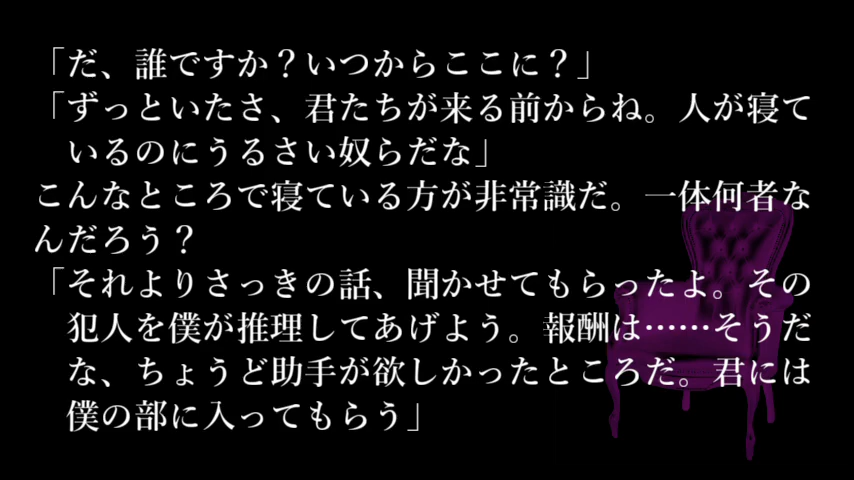 「だ、誰ですか？いつからここに？」
「ずっといたさ、君たちが来る前からね。人が寝て
いるのにうるさい奴らだな」
こんなところで寝ている方が非常識だ。一体何者な
んだろう？
「それよりさっきの話、聞かせてもらったよ。その
犯人を僕が推理してあげよう。報酬は……そうだ
な、ちょうど助手が欲しかったところだ。君には
僕の部に入ってもらう」